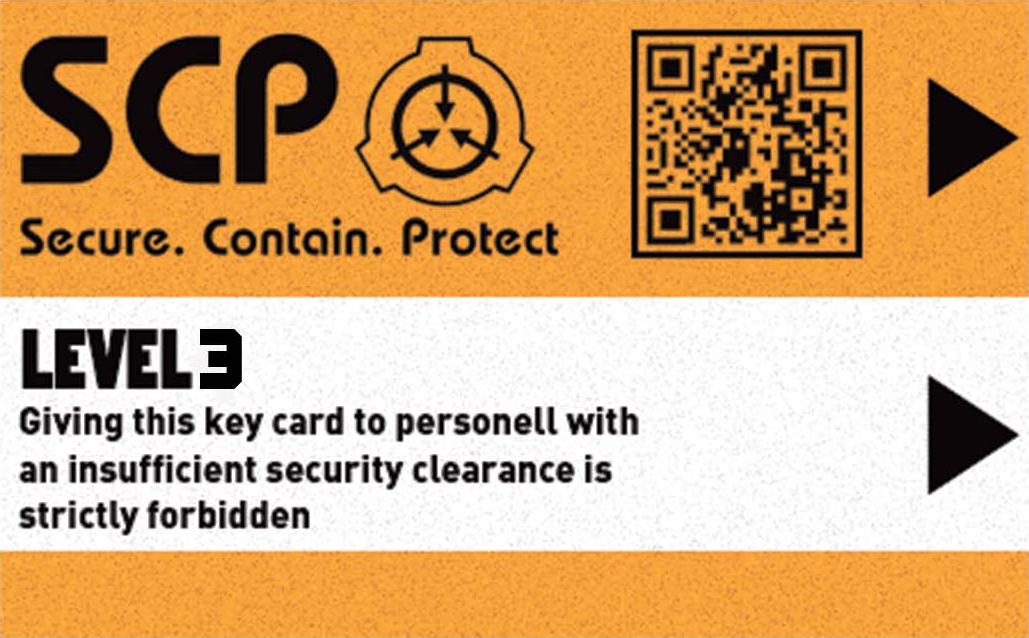 SCP
Secure. Contain. Protect
LEVEL 3
Giving this key card to personell with
an insufficient security clearance is
strictly forbidden